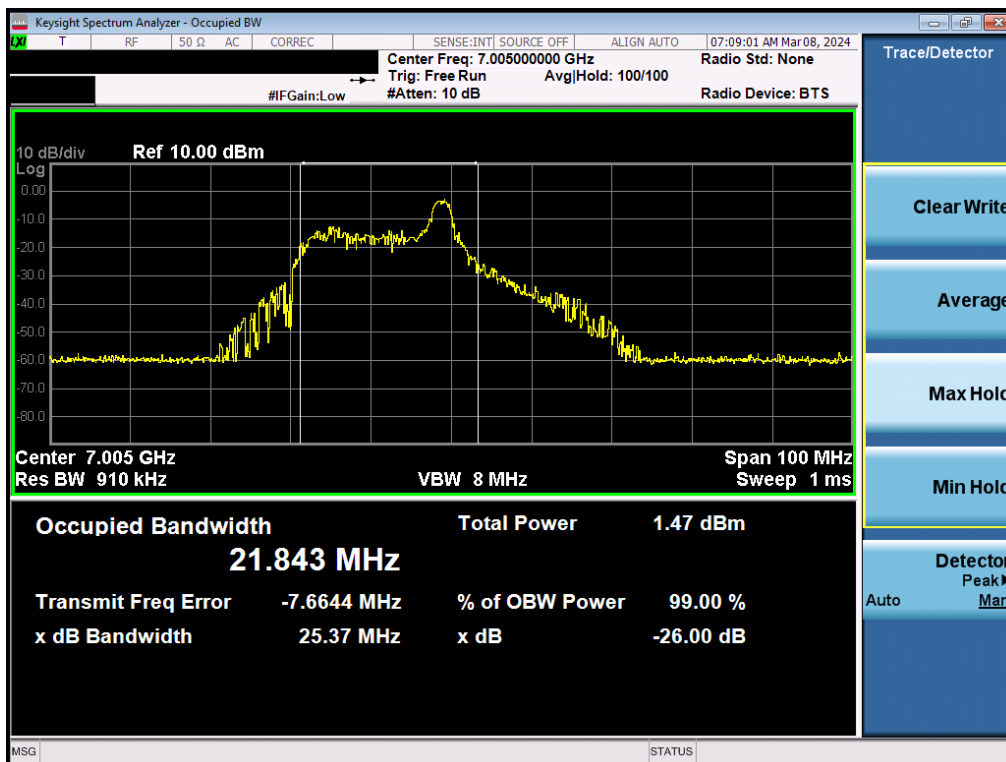 Keysight Spectrum Analyzer - Occupied BW
LXI T RF 50 Ω AC CORREC SENSE:INT SOURCE OFF ALIGN AUTO 07:09:01 AM Mar 08, 2024
Center Freq: 7.005000000 GHz Radio Std: None
Trig: Free Run Avg|Hold: 100/100
#IFGain:Low #Atten: 10 dB Radio Device: BTS
10 dB/div Ref 10.00 dBm
Log
0.00
-10.0
-20.0
-30.0
-40.0
-50.0
-60.0
-70.0
-80.0
Center 7.005 GHz Span 100 MHz
Res BW 910 kHz VBW 8 MHz Sweep 1 ms
Occupied Bandwidth Total Power 1.47 dBm
21.843 MHz
Transmit Freq Error -7.6644 MHz % of OBW Power 99.00 %
x dB Bandwidth 25.37 MHz x dB -26.00 dB
MSG STATUS
Trace/Detector
Clear Write
Average
Max Hold
Min Hold
Detector
Peak
Auto Man